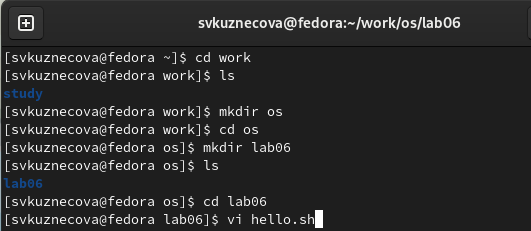 svkuznecova@fedora:~/work/os/lab06
[svkuznecova@fedora ~]$ cd work
[svkuznecova@fedora work]$ ls
study
[svkuznecova@fedora work]$ mkdir os
[svkuznecova@fedora work]$ cd os
[svkuznecova@fedora os]$ mkdir lab06
[svkuznecova@fedora os]$ ls
lab06
[svkuznecova@fedora os]$ cd lab06
[svkuznecova@fedora lab06]$ vi hello.sh